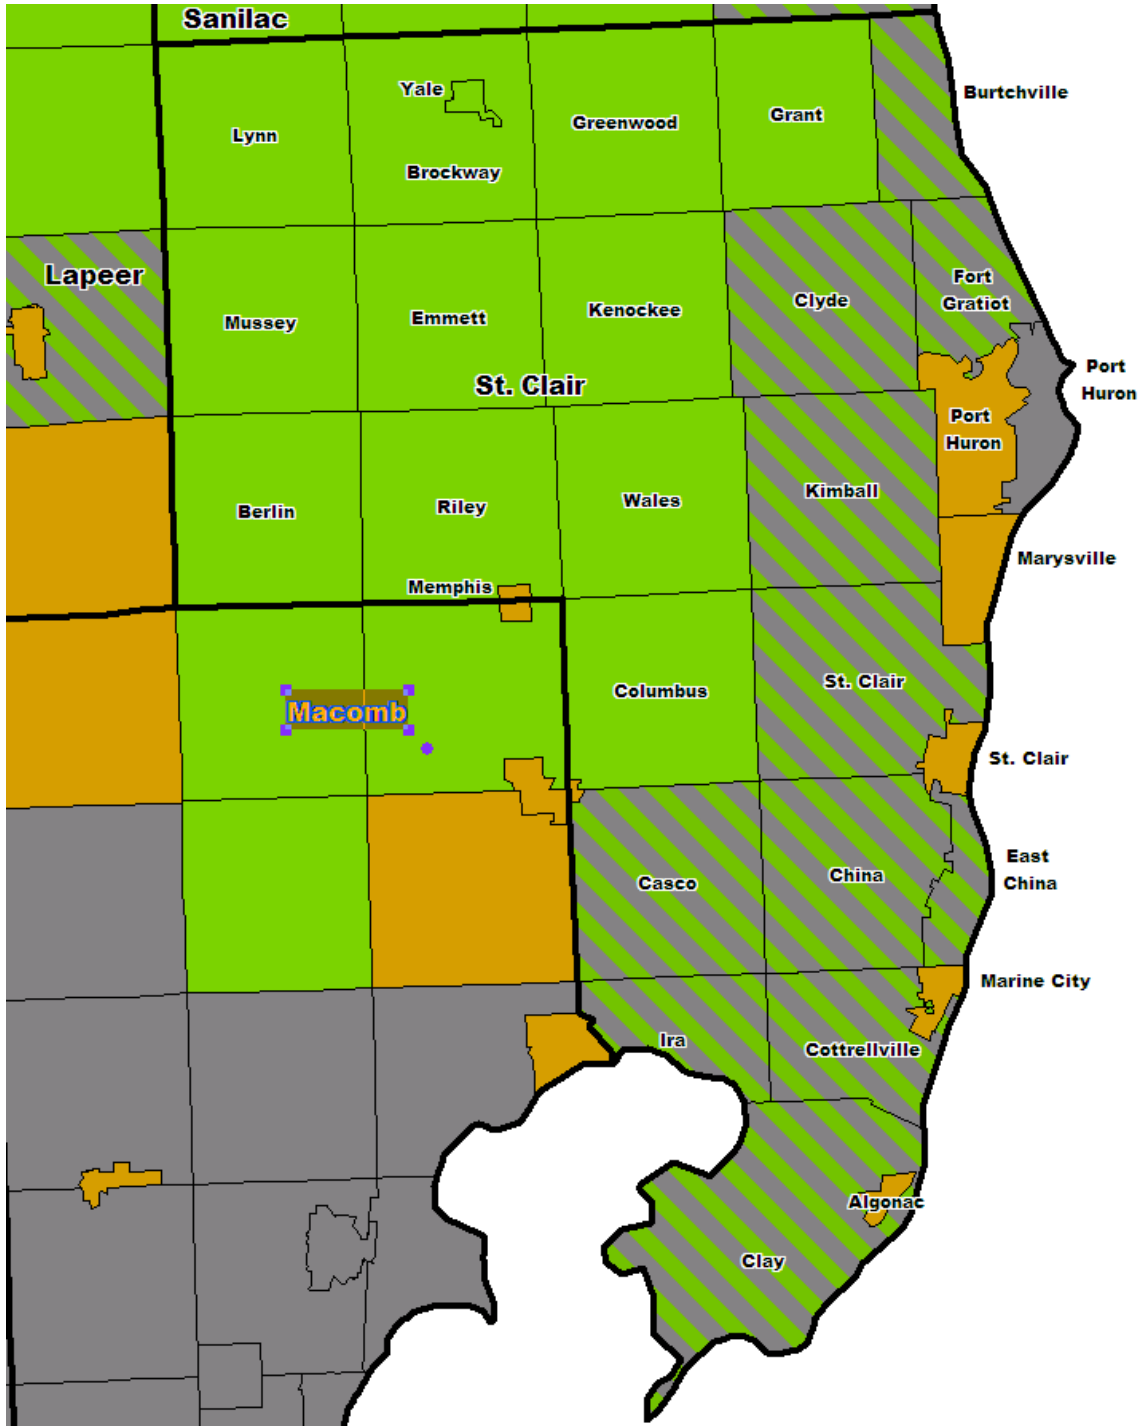 Sanilac
Yale
Burtchville
Lynn
Greenwood
Grant
Brockway
Lapeer
Fort
Gratiot
Clyde
Mussey
Emmett
Kenockee
St. Clair
Port
Huron
Port
Huron
Berlin
Riley
Wales
Kimball
Marysville
Memphis
Columbus
St. Clair
Macomb
St. Clair
East
China
Casco
China
Marine City
Ira
Cottrellville
Algonac
Clay